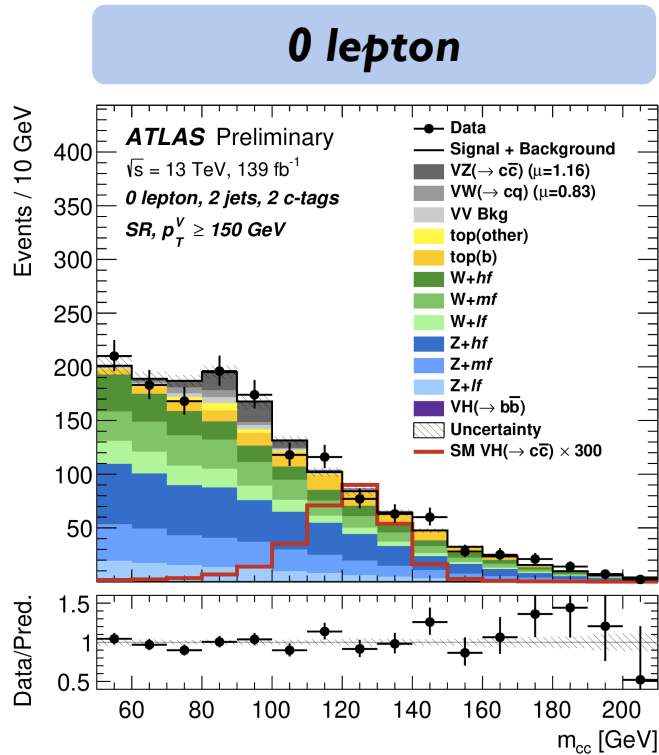 0 lepton
Events / 10 GeV
400
350
300
250
200
150
100
50
ATLAS Preliminary
√s = 13 TeV, 139 fb⁻¹
0 lepton, 2 jets, 2 c-tags,
SR, p_T^V ≥ 150 GeV
Data
Signal + Background
VZ(→ cc̅) (μ=1.16)
VW(→ cq) (μ=0.83)
VV Bkg
top(other)
top(b)
W+hf
W+mf
W+lf
Z+hf
Z+mf
Z+lf
VH(→ bb̅)
Uncertainty
SM VH(→ cc̅) × 300
Data/Pred.
1.5
1
0.5
60 80 100 120 140 160 180 200
m_cc [GeV]